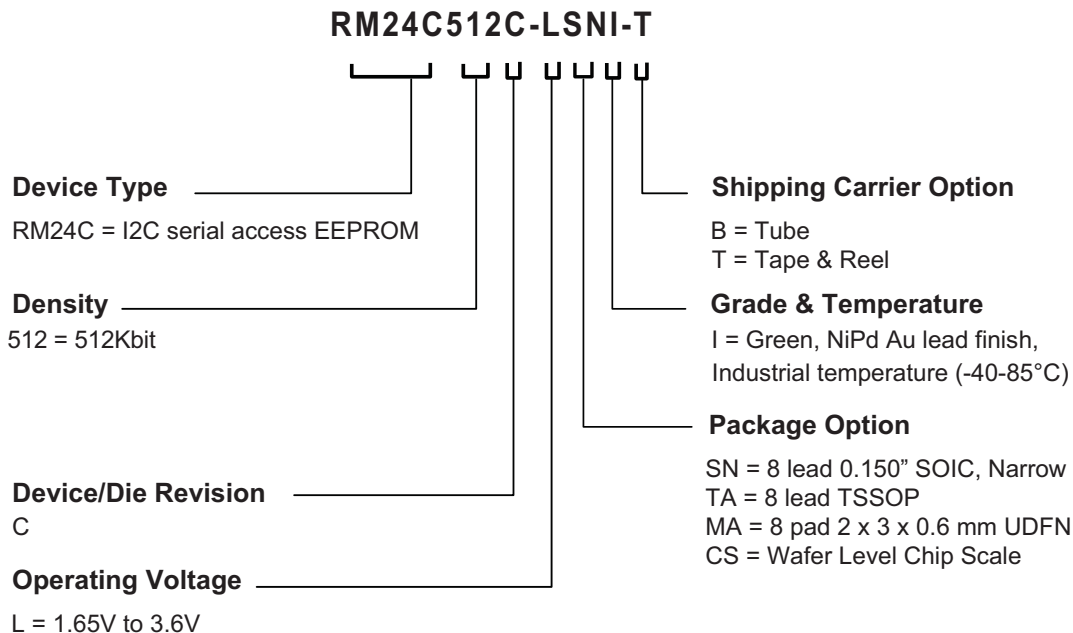 RM24C512C-LSNI-T
Device Type
RM24C = I2C serial access EEPROM
Density
512 = 512Kbit
Device/Die Revision
C
Operating Voltage
L = 1.65V to 3.6V
Shipping Carrier Option
B = Tube
T = Tape & Reel
Grade & Temperature
I = Green, NiPd Au lead finish,
Industrial temperature (-40-85°C)
Package Option
SN = 8 lead 0.150” SOIC, Narrow
TA = 8 lead TSSOP
MA = 8 pad 2 x 3 x 0.6 mm UDFN
CS = Wafer Level Chip Scale